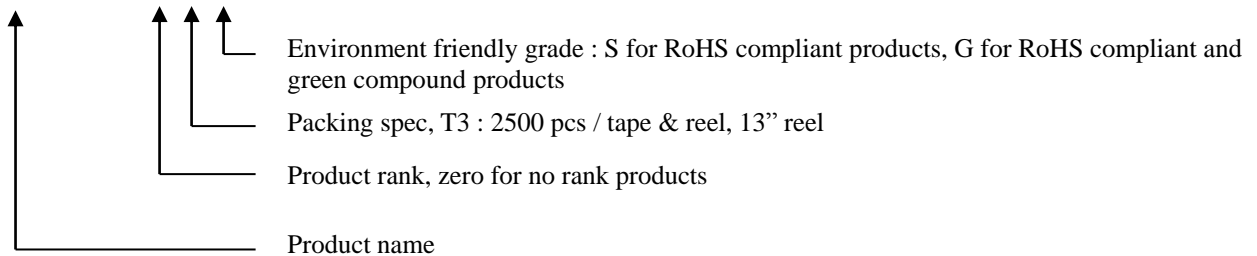 Environment friendly grade : S for RoHS compliant products, G for RoHS compliant and
green compound products
Packing spec, T3 : 2500 pcs / tape & reel, 13” reel
Product rank, zero for no rank products
Product name